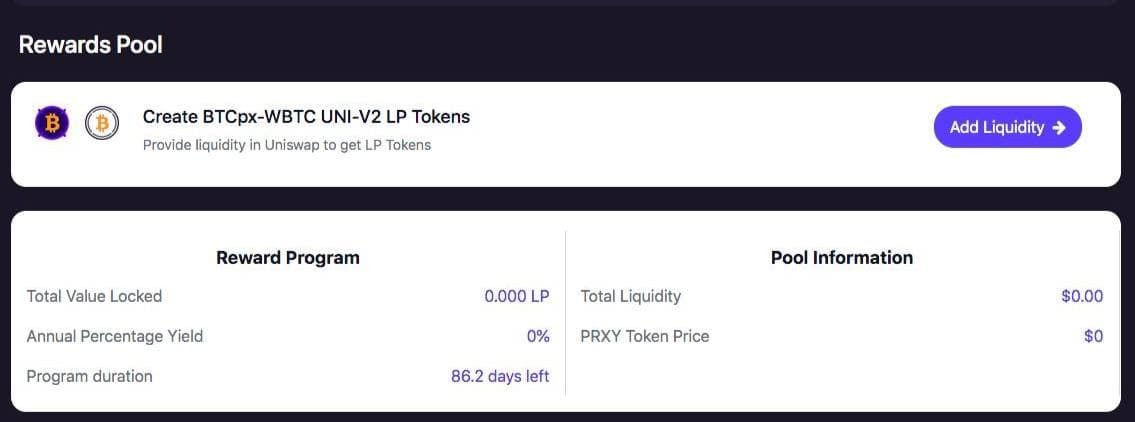 Rewards Pool
Create BTCpx-WBTC UNI-V2 LP Tokens
Provide liquidity in Uniswap to get LP Tokens
Add Liquidity →
Reward Program
Total Value Locked 0.000 LP
Annual Percentage Yield 0%
Program duration 86.2 days left
Pool Information
Total Liquidity $0.00
PRXY Token Price $0